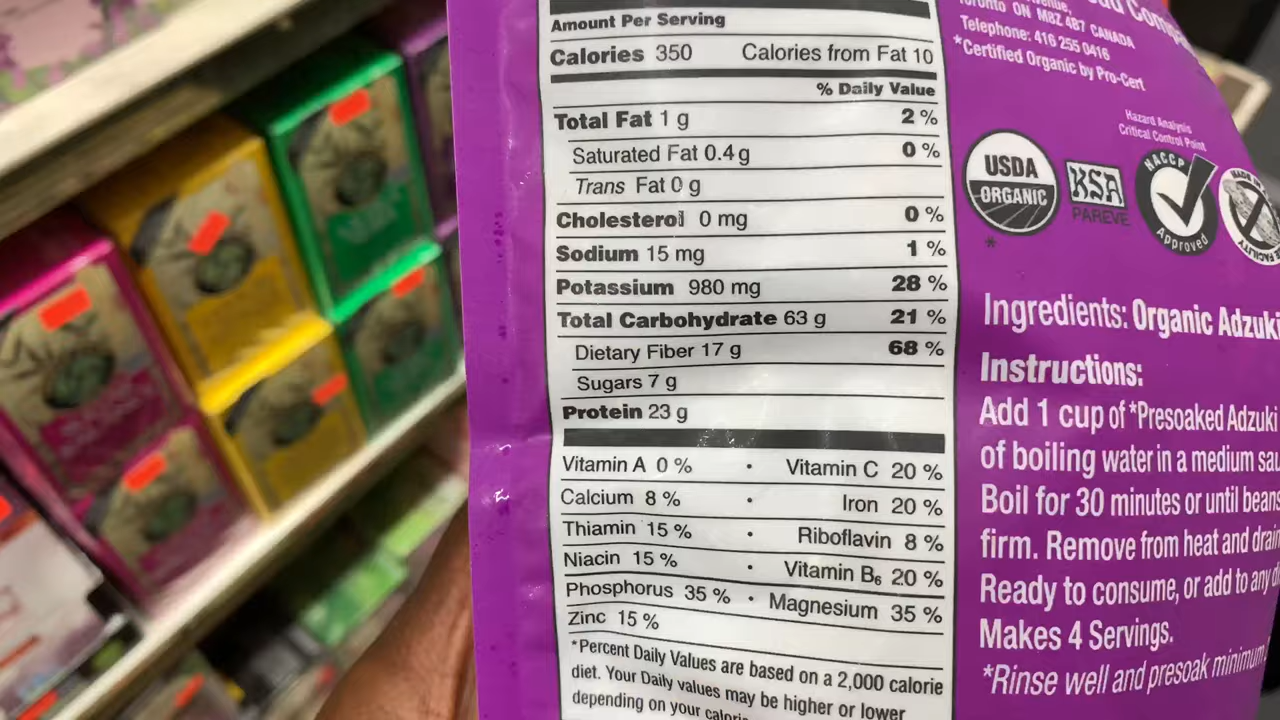 Amount Per Serving
Calories 350 Calories from Fat 10
% Daily Value
Total Fat 1 g 2 %
Saturated Fat 0.4 g 0 %
Trans Fat 0 g
Cholesterol 0 mg 0 %
Sodium 15 mg 1 %
Potassium 980 mg 28 %
Total Carbohydrate 63 g 21 %
Dietary Fiber 17 g 68 %
Sugars 7 g
Protein 23 g
Vitamin A 0 % • Vitamin C 20 %
Calcium 8 % • Iron 20 %
Thiamin 15 % • Riboflavin 8 %
Niacin 15 % • Vitamin B6 20 %
Phosphorus 35 % • Magnesium 35 %
Zinc 15 %
*Percent Daily Values are based on a 2,000 calorie
diet. Your Daily values may be higher or lower
depending on your
Toronto ON M8Z 4B7 CANADA
Telephone: 416 255 0416
*Certified Organic by Pro-Cert
Hazard Analysis
Critical Control Point
USDA
ORGANIC
*
KSA
PAREVE
HACCP
Approved
MADE
FACILITY
Ingredients: Organic Adzuki
Instructions:
Add 1 cup of *Presoaked Adzuki
of boiling water in a medium
Boil for 30 minutes or until beans
firm. Remove from heat and drain
Ready to consume, or add to any
Makes 4 Servings.
*Rinse well and presoak minimum